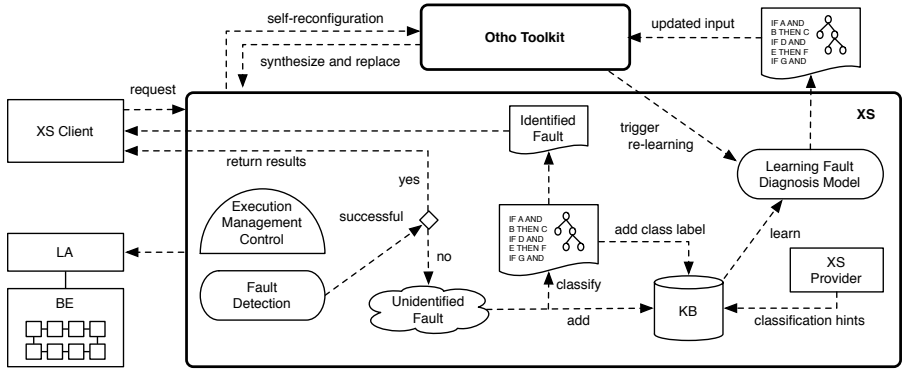 self-reconfiguration
synthesize and replace
Otho Toolkit
updated input
IF A AND
B THEN C
IF D AND
E THEN F
IF G AND
request
XS Client
XS
Identified
Fault
trigger
re-learning
Learning Fault
Diagnosis Model
return results
yes
Execution
Management
Control
successful
IF A AND
B THEN C
IF D AND
E THEN F
IF G AND
add class label
learn
no
LA
XS
Provider
Fault
Detection
classify
BE
Unidentified
Fault
add
KB
classification hints